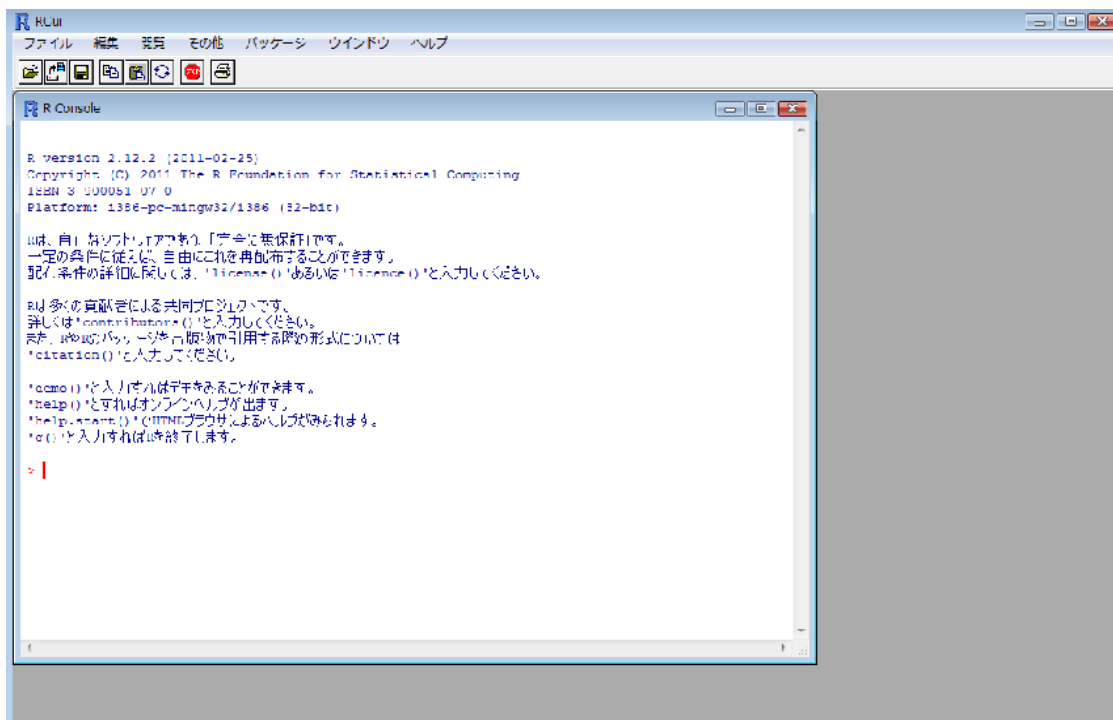 RGui
ファイル 編集 閲覧 その他 パッケージ ウインドウ ヘルプ
STOP
R Console
R version 2.12.2 (2011-02-25)
Copyright (C) 2011 The R Foundation for Statistical Computing
ISBN 3-900051-07-0
Platform: i386-pc-mingw32/i386 (32-bit)
Rは、自由なソフトウェアであり、「完全に無保証」です。
一定の条件に従えば、自由にこれを再配布することができます。
配布条件の詳細に関しては、'license()'あるいは'licence()'と入力してください。
Rは多くの貢献者による共同プロジェクトです。
詳しくは'contributors()'と入力してください。
また、RやRのパッケージを出版物で引用する際の形式については
'citation()'と入力してください。
'demo()'と入力すればデモをみることができます。
'help()'とすればオンラインヘルプが出ます。
'help.start()'でHTMLブラウザによるヘルプがみられます。
'q()'と入力すればRを終了します。
>